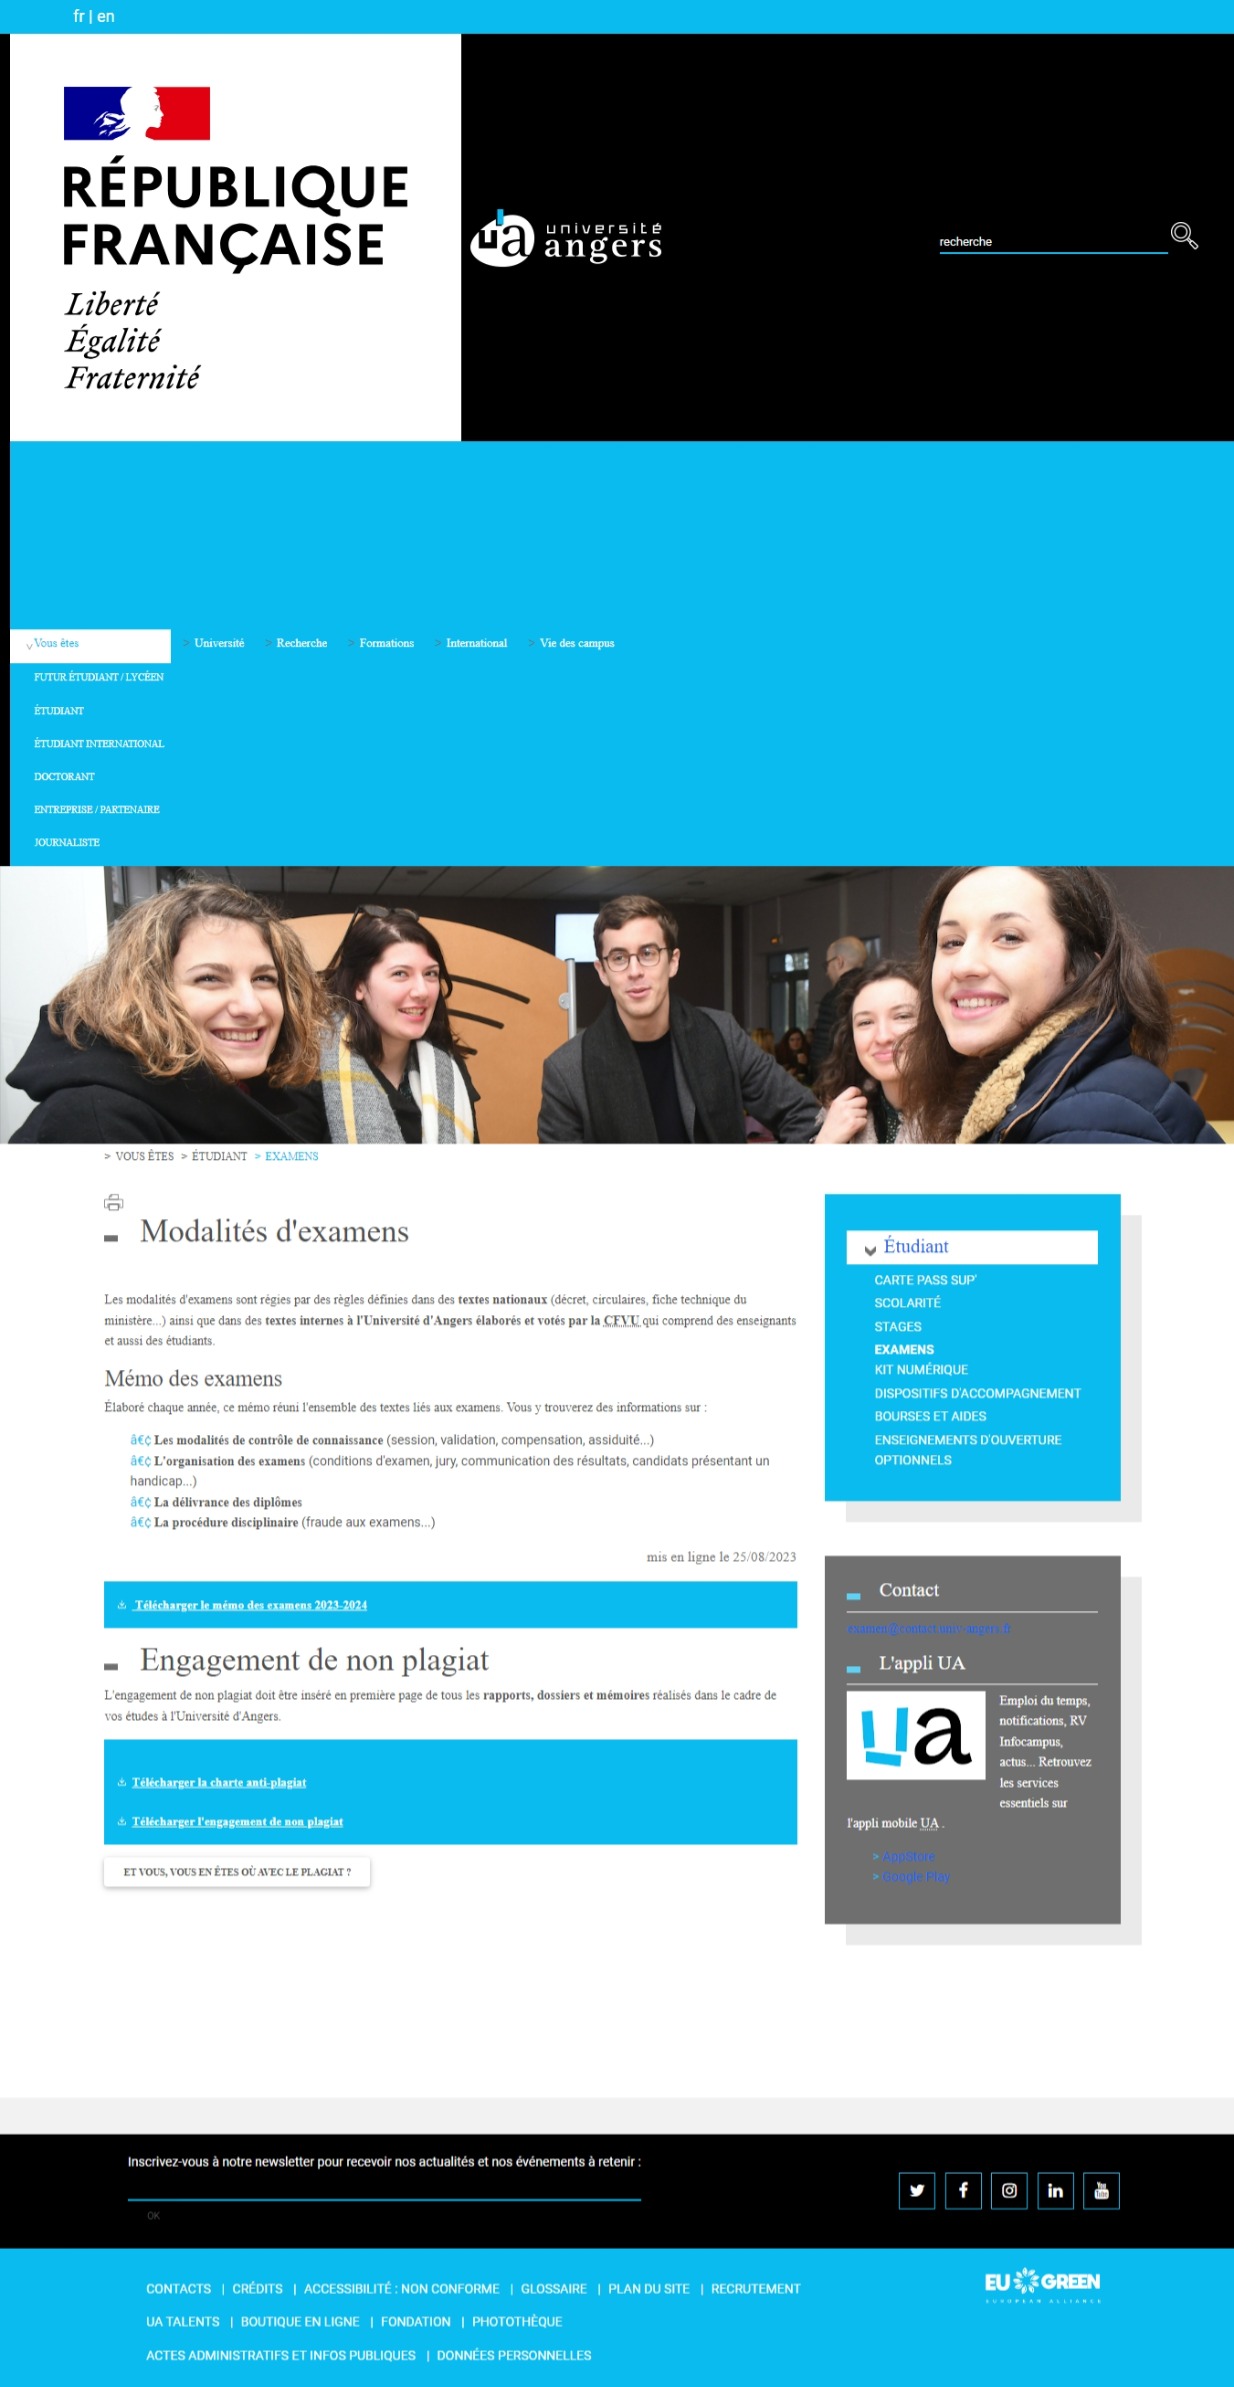 fr | en
RÉPUBLIQUE
FRANÇAISE
Liberté
Égalité
Fraternité
ua université
angers
recherche
Vous êtes > Université > Recherche > Formations > International > Vie des campus
FUTUR ÉTUDIANT / LYCÉEN
ÉTUDIANT
ÉTUDIANT INTERNATIONAL
DOCTORANT
ENTREPRISE / PARTENAIRE
JOURNALISTE
> VOUS ÊTES > ÉTUDIANT > EXAMENS
Modalités d'examens
Les modalités d'examens sont régies par des règles définies dans des textes nationaux (décret, circulaires, fiche technique du
ministère...) ainsi que dans des textes internes à l'Université d'Angers élaborés et votés par la CFVU qui comprend des enseignants
et aussi des étudiants.
Mémo des examens
Élaboré chaque année, ce mémo réuni l'ensemble des textes liés aux examens. Vous y trouverez des informations sur :
â€¢ Les modalités de contrôle de connaissance (session, validation, compensation, assiduité...)
â€¢ L'organisation des examens (conditions d'examen, jury, communication des résultats, candidats présentant un
handicap...)
â€¢ La délivrance des diplômes
â€¢ La procédure disciplinaire (fraude aux examens...)
mis en ligne le 25/08/2023
Télécharger le mémo des examens 2023-2024
Engagement de non plagiat
L'engagement de non plagiat doit être inséré en première page de tous les rapports, dossiers et mémoires réalisés dans le cadre de
vos études à l'Université d'Angers.
Télécharger la charte anti-plagiat
Télécharger l'engagement de non plagiat
ET VOUS, VOUS EN ÊTES OÙ AVEC LE PLAGIAT ?
Étudiant
CARTE PASS SUP'
SCOLARITÉ
STAGES
EXAMENS
KIT NUMÉRIQUE
DISPOSITIFS D'ACCOMPAGNEMENT
BOURSES ET AIDES
ENSEIGNEMENTS D'OUVERTURE
OPTIONNELS
Contact
examen@contact.univ-angers.fr
L'appli UA
ua
Emploi du temps,
notifications, RV
Infocampus,
actus... Retrouvez
les services
essentiels sur
l'appli mobile UA .
> AppStore
> Google Play
Inscrivez-vous à notre newsletter pour recevoir nos actualités et nos événements à retenir :
OK
You Tube
CONTACTS | CRÉDITS | ACCESSIBILITÉ : NON CONFORME | GLOSSAIRE | PLAN DU SITE | RECRUTEMENT
UA TALENTS | BOUTIQUE EN LIGNE | FONDATION | PHOTOTHÈQUE
ACTES ADMINISTRATIFS ET INFOS PUBLIQUES | DONNÉES PERSONNELLES
EU GREEN
EUROPEAN ALLIANCE